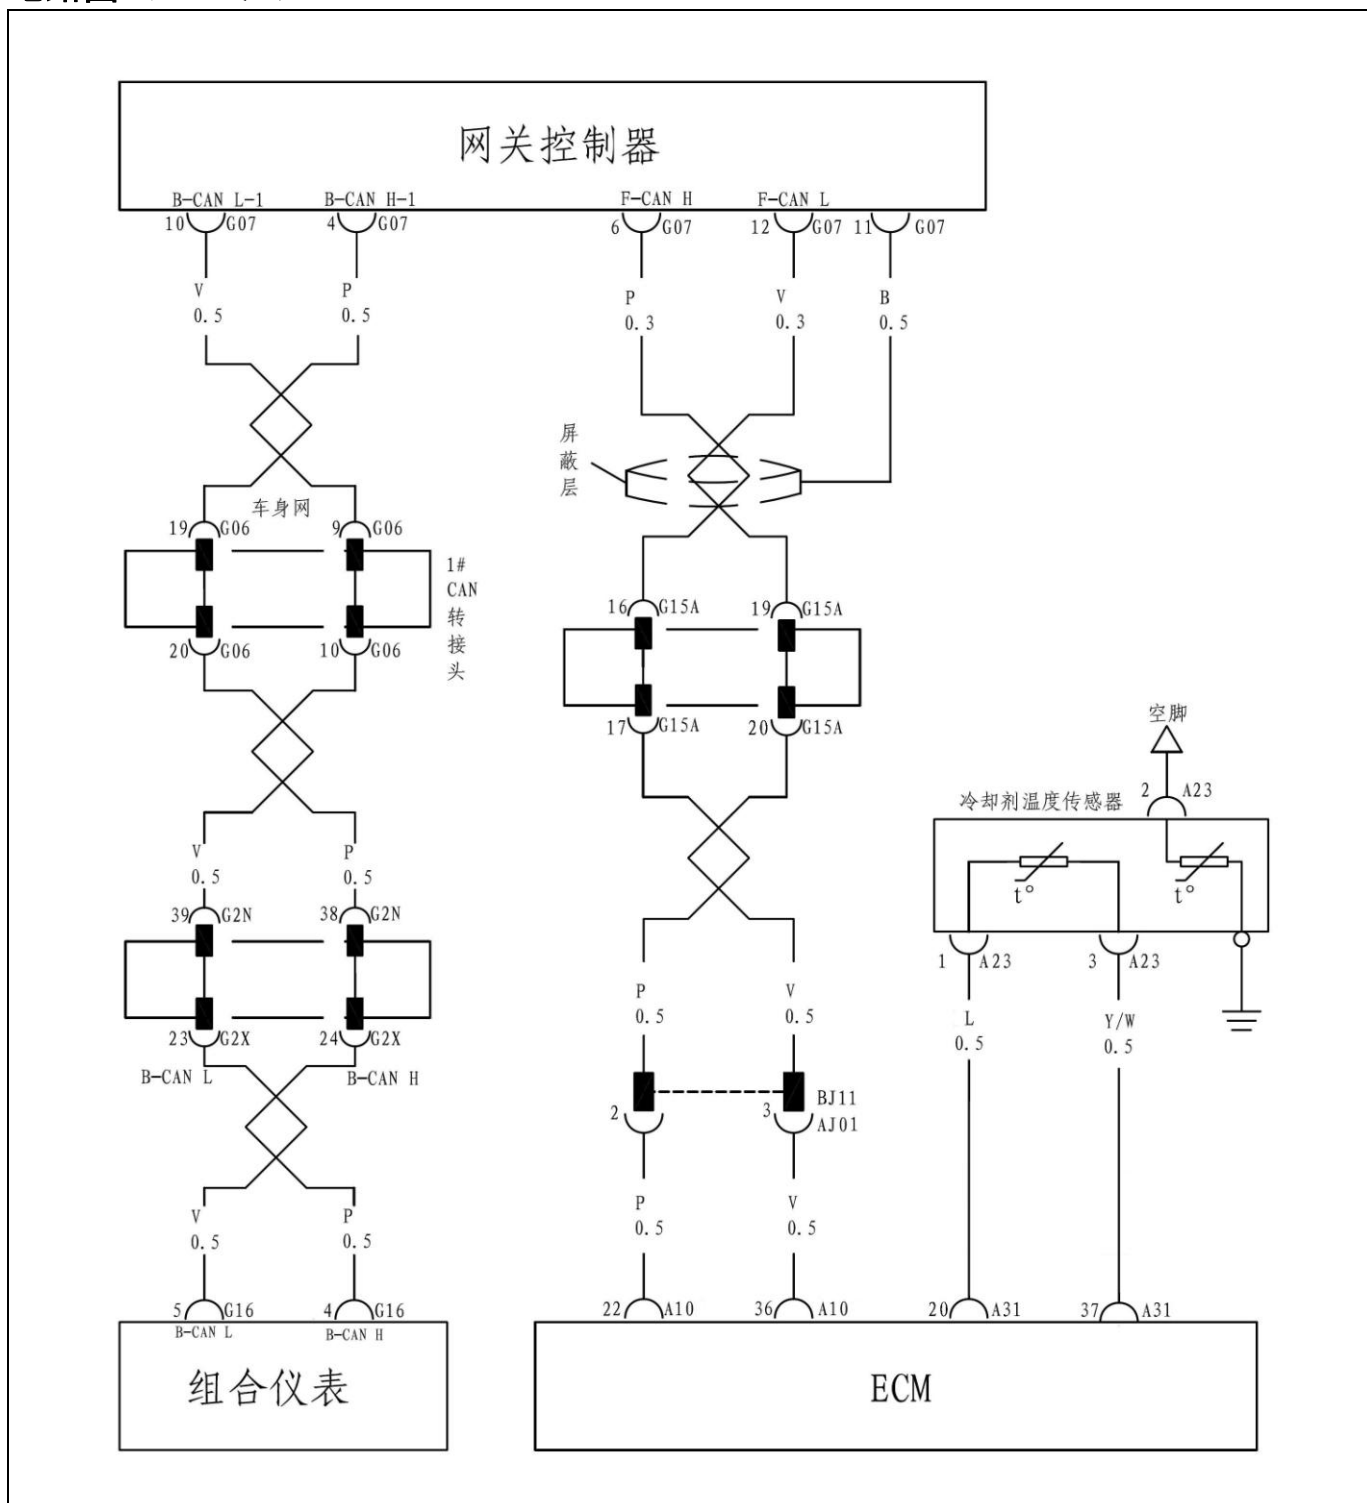 网关控制器
B-CAN L-1 B-CAN H-1 F-CAN H F-CAN L
10 G07 4 G07 6 G07 12 G07 11 G07
V P P V B
0.5 0.5 0.3 0.3 0.5
屏蔽层
车身网
19 G06 9 G06
1#
CAN
转
接
头
20 G06 10 G06
16 G15A 19 G15A
17 G15A 20 G15A
空脚
2 A23
冷却剂温度传感器
t° t°
V P
0.5 0.5
39 G2N 38 G2N
1 A23 3 A23
P V L Y/W
0.5 0.5 0.5 0.5
23 G2X 24 G2X
B-CAN L B-CAN H
2 3 BJ11
AJ01
V P P V
0.5 0.5 0.5 0.5
5 G16 4 G16 22 A10 36 A10 20 A31 37 A31
B-CAN L B-CAN H
组合仪表 ECM